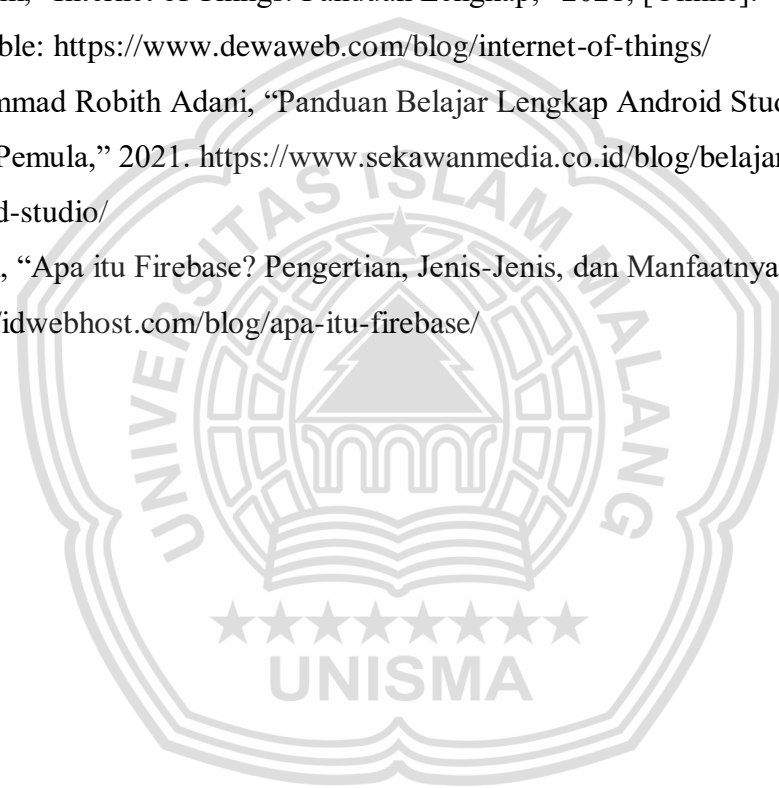 “Internet of Things: Panduan Lengkap,” 2021, [Online].
ble: https://www.dewaweb.com/blog/internet-of-things/
mmad Robith Adani, “Panduan Belajar Lengkap Android Stud
Pemula,” 2021. https://www.sekawanmedia.co.id/blog/belajar
d-studio/
, “Apa itu Firebase? Pengertian, Jenis-Jenis, dan Manfaatnya
/idwebhost.com/blog/apa-itu-firebase/
UNIVERSITAS ISLAM MALANG
UNISMA